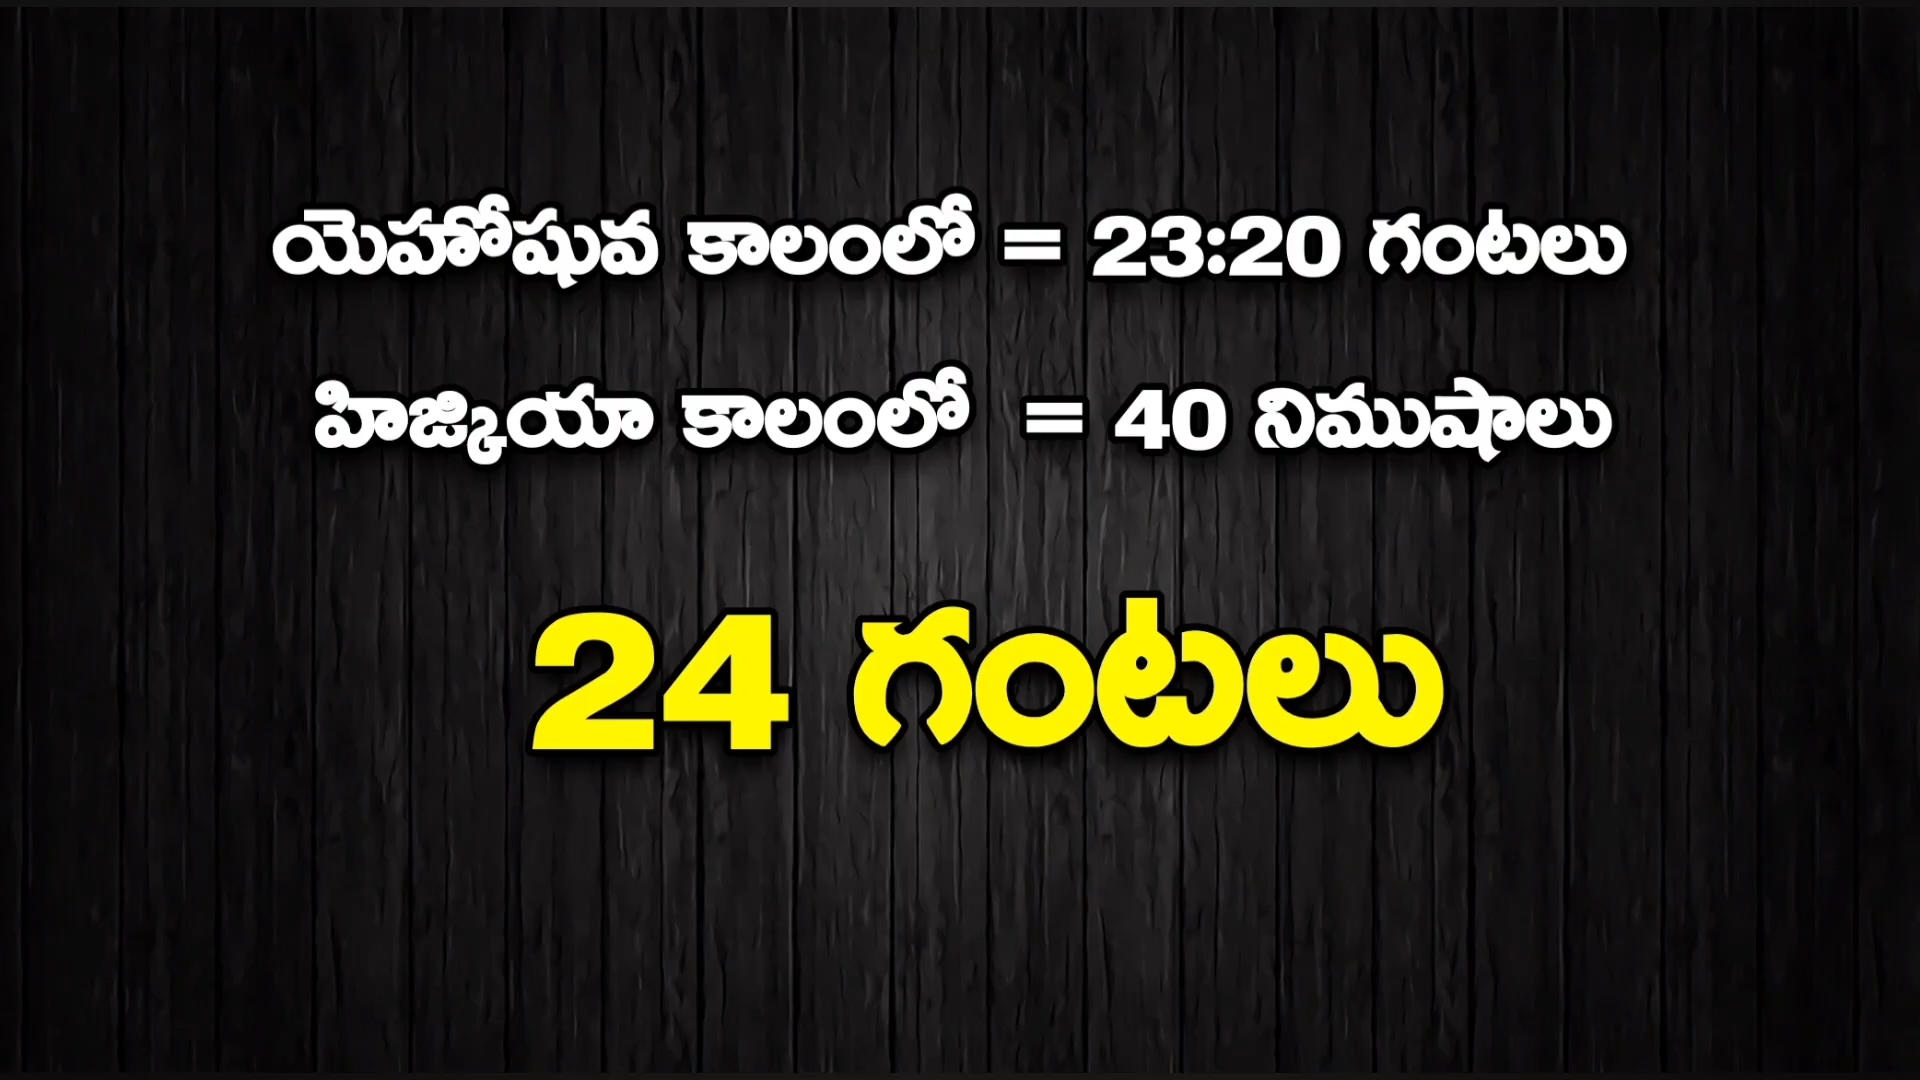 యెహోషువ కాలంలో = 23:20 గంటలు
హిజ్కియా కాలంలో = 40 నిముషాలు
24 గంటలు